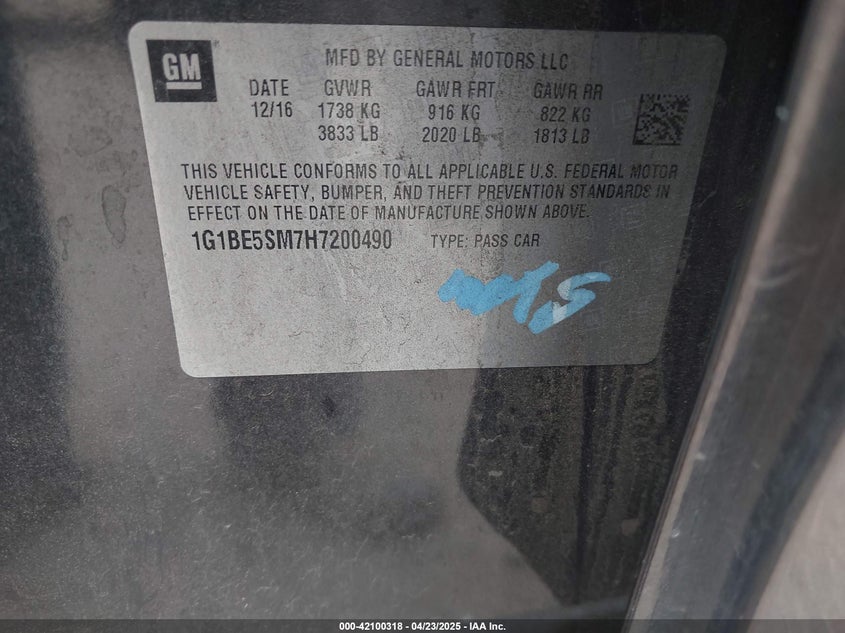 GM
MFD BY GENERAL MOTORS LLC
DATE GVWR GAWR FRT GAWR RR
12/16 1738 KG 916 KG 822 KG
3833 LB 2020 LB 1813 LB
THIS VEHICLE CONFORMS TO ALL APPLICABLE U.S. FEDERAL MOTOR
VEHICLE SAFETY, BUMPER, AND THEFT PREVENTION STANDARDS IN
EFFECT ON THE DATE OF MANUFACTURE SHOWN ABOVE.
1G1BE5SM7H7200490 TYPE: PASS CAR
000-42100318 - 04/23/2025 - IAA Inc.